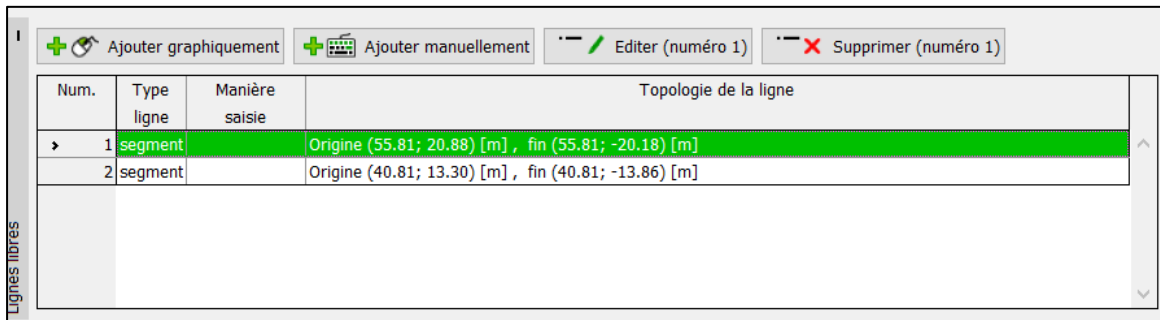 Ajouter graphiquement Ajouter manuellement Editer (numéro 1) Supprimer (numéro 1)
Num. Type ligne Manière saisie Topologie de la ligne
1 segment Origine (55.81; 20.88) [m] , fin (55.81; -20.18) [m]
2 segment Origine (40.81; 13.30) [m] , fin (40.81; -13.86) [m]
Lignes libres